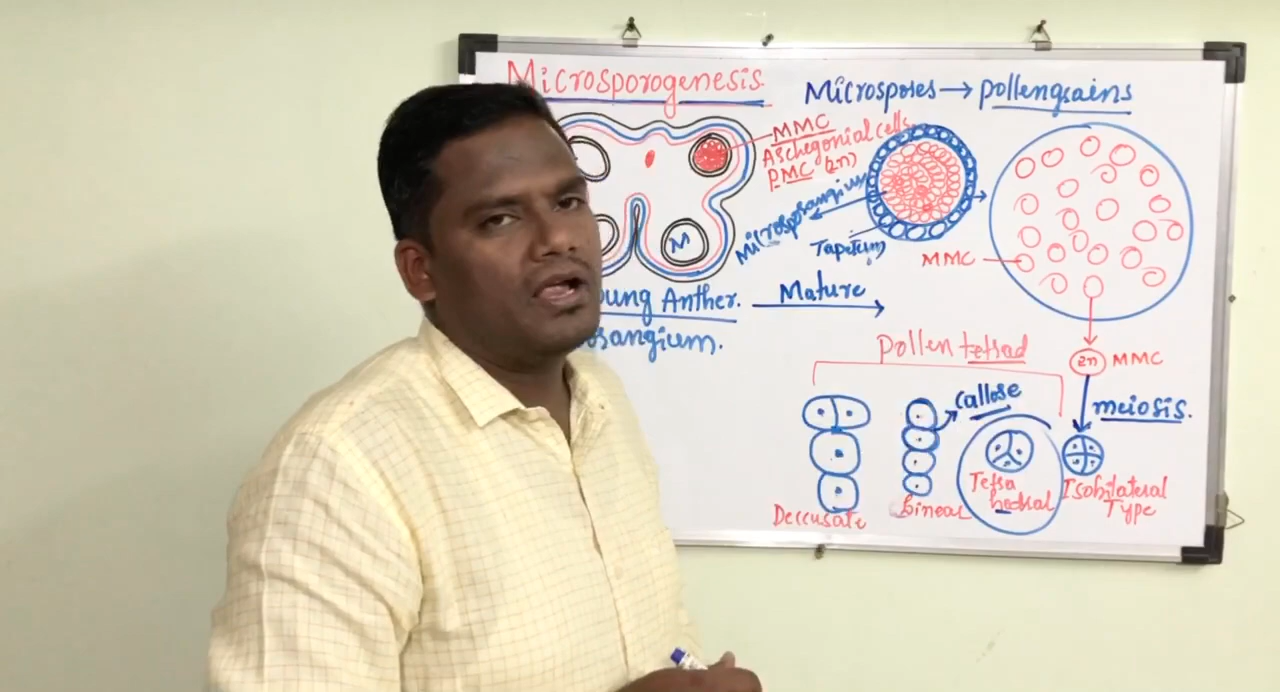 Microsporogenesis
Microspores → pollengrains
MMC
Archegonial cells
PMC (2n)
Microsporangium
Tapetum
M
MMC
oung Anther.
Mature
osangium.
pollen tetrad
2n MMC
callose
meiosis.
Tetra
hedral
Isobilateral
Type
Deccusate
Linear